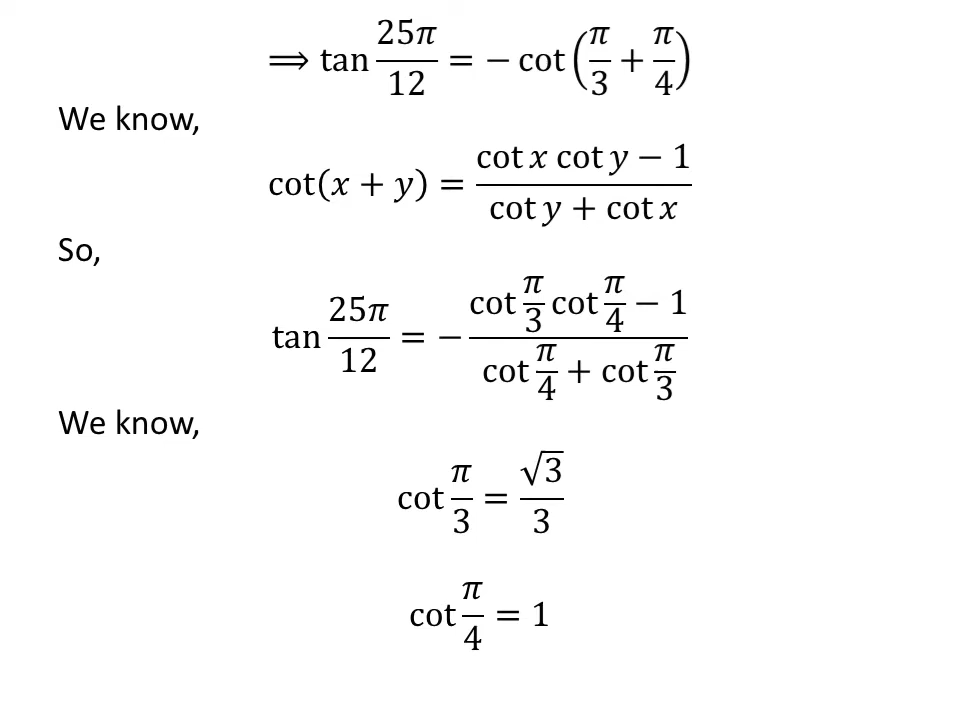 ⟹ tan 25𝜋/12 = − cot (𝜋/3 + 𝜋/4)
We know,
cot(𝑥 + 𝑦) = (cot 𝑥 cot 𝑦 − 1)/(cot 𝑦 + cot 𝑥)
So,
tan 25𝜋/12 = − (cot 𝜋/3 cot 𝜋/4 − 1)/(cot 𝜋/4 + cot 𝜋/3)
We know,
cot 𝜋/3 = √3/3
cot 𝜋/4 = 1